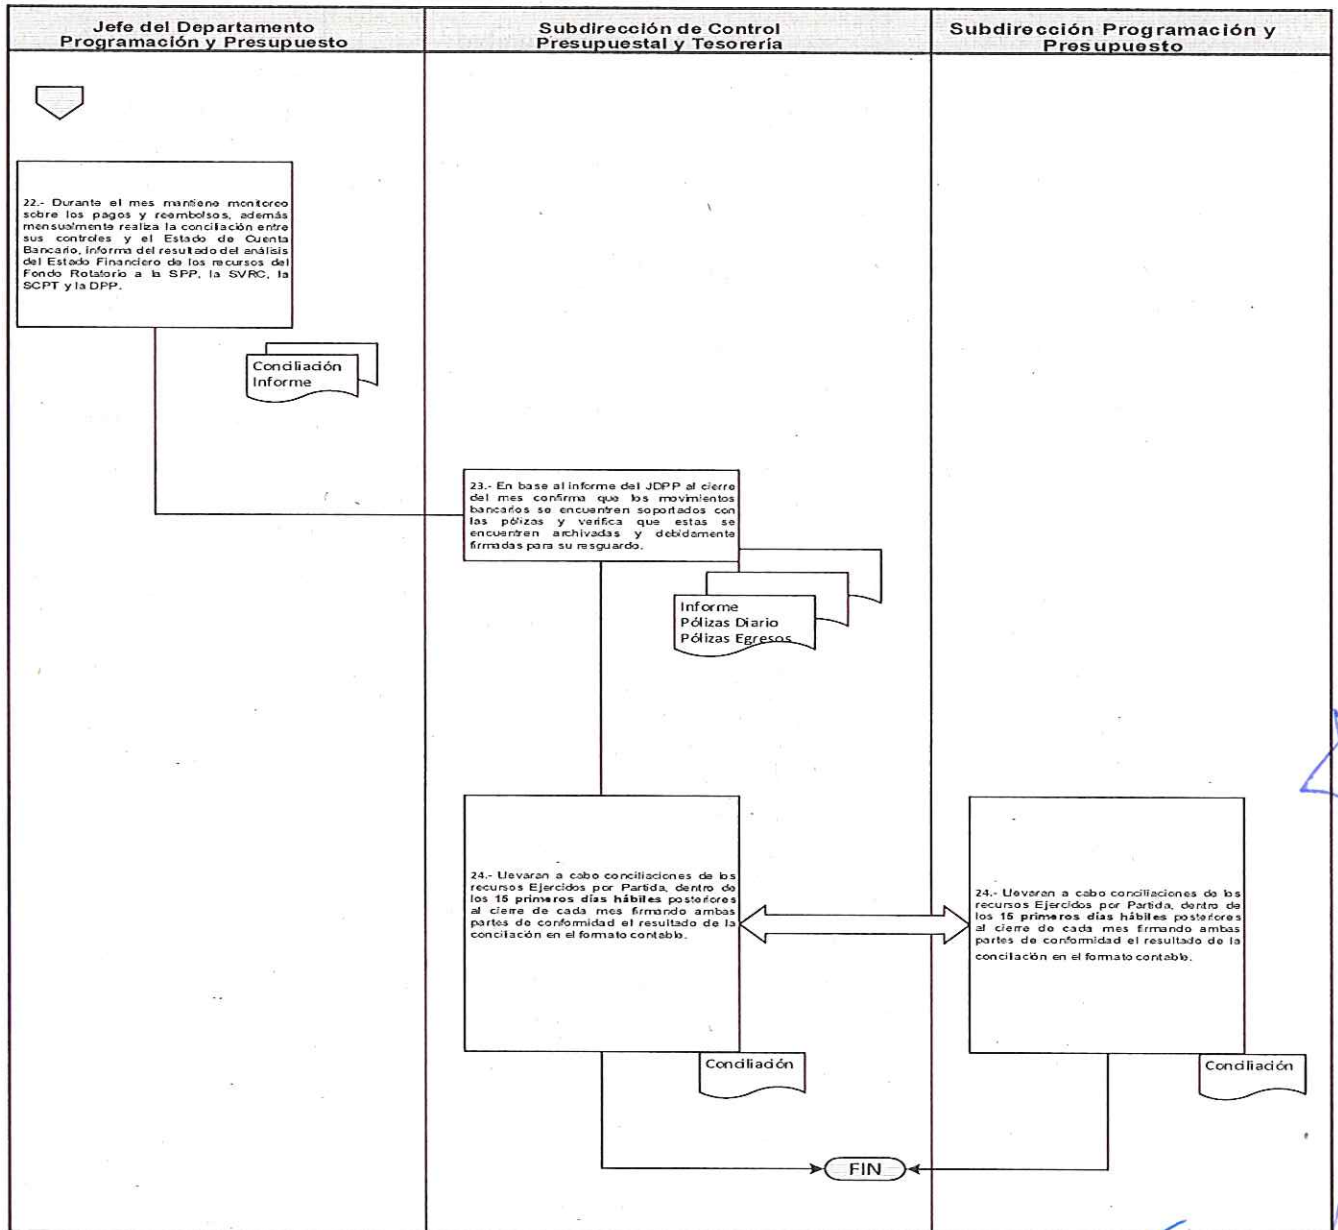 Jefe del Departamento
Programación y Presupuesto
Subdirección de Control
Presupuestal y Tesorería
Subdirección Programación y
Presupuesto
22.- Durante el mes mantiene monitoreo
sobre los pagos y reembolsos, además
mensualmente realiza la conciliación entre
sus controles y el Estado de Cuenta
Bancario, informa del resultado del análisis
del Estado Financiero de los recursos del
Fondo Rotatorio a la SPP, la SVRC, la
SCPT y la DPP.
Conciliación
Informe
23.- En base al informe del JDPP al cierre
del mes confirma que los movimientos
bancarios se encuentren soportados con
las pólizas y verifica que estas se
encuentren archivadas y debidamente
firmadas para su resguardo.
Informe
Pólizas Diario
Pólizas Egresos
24.- Llevaran a cabo conciliaciones de los
recursos Ejercidos por Partida, dentro de
los 15 primeros días hábiles posteriores
al cierre de cada mes firmando ambas
partes de conformidad el resultado de la
conciliación en el formato contable.
Conciliación
24.- Llevaran a cabo conciliaciones de los
recursos Ejercidos por Partida, dentro de
los 15 primeros días hábiles posteriores
al cierre de cada mes firmando ambas
partes de conformidad el resultado de la
conciliación en el formato contable.
Conciliación
FIN